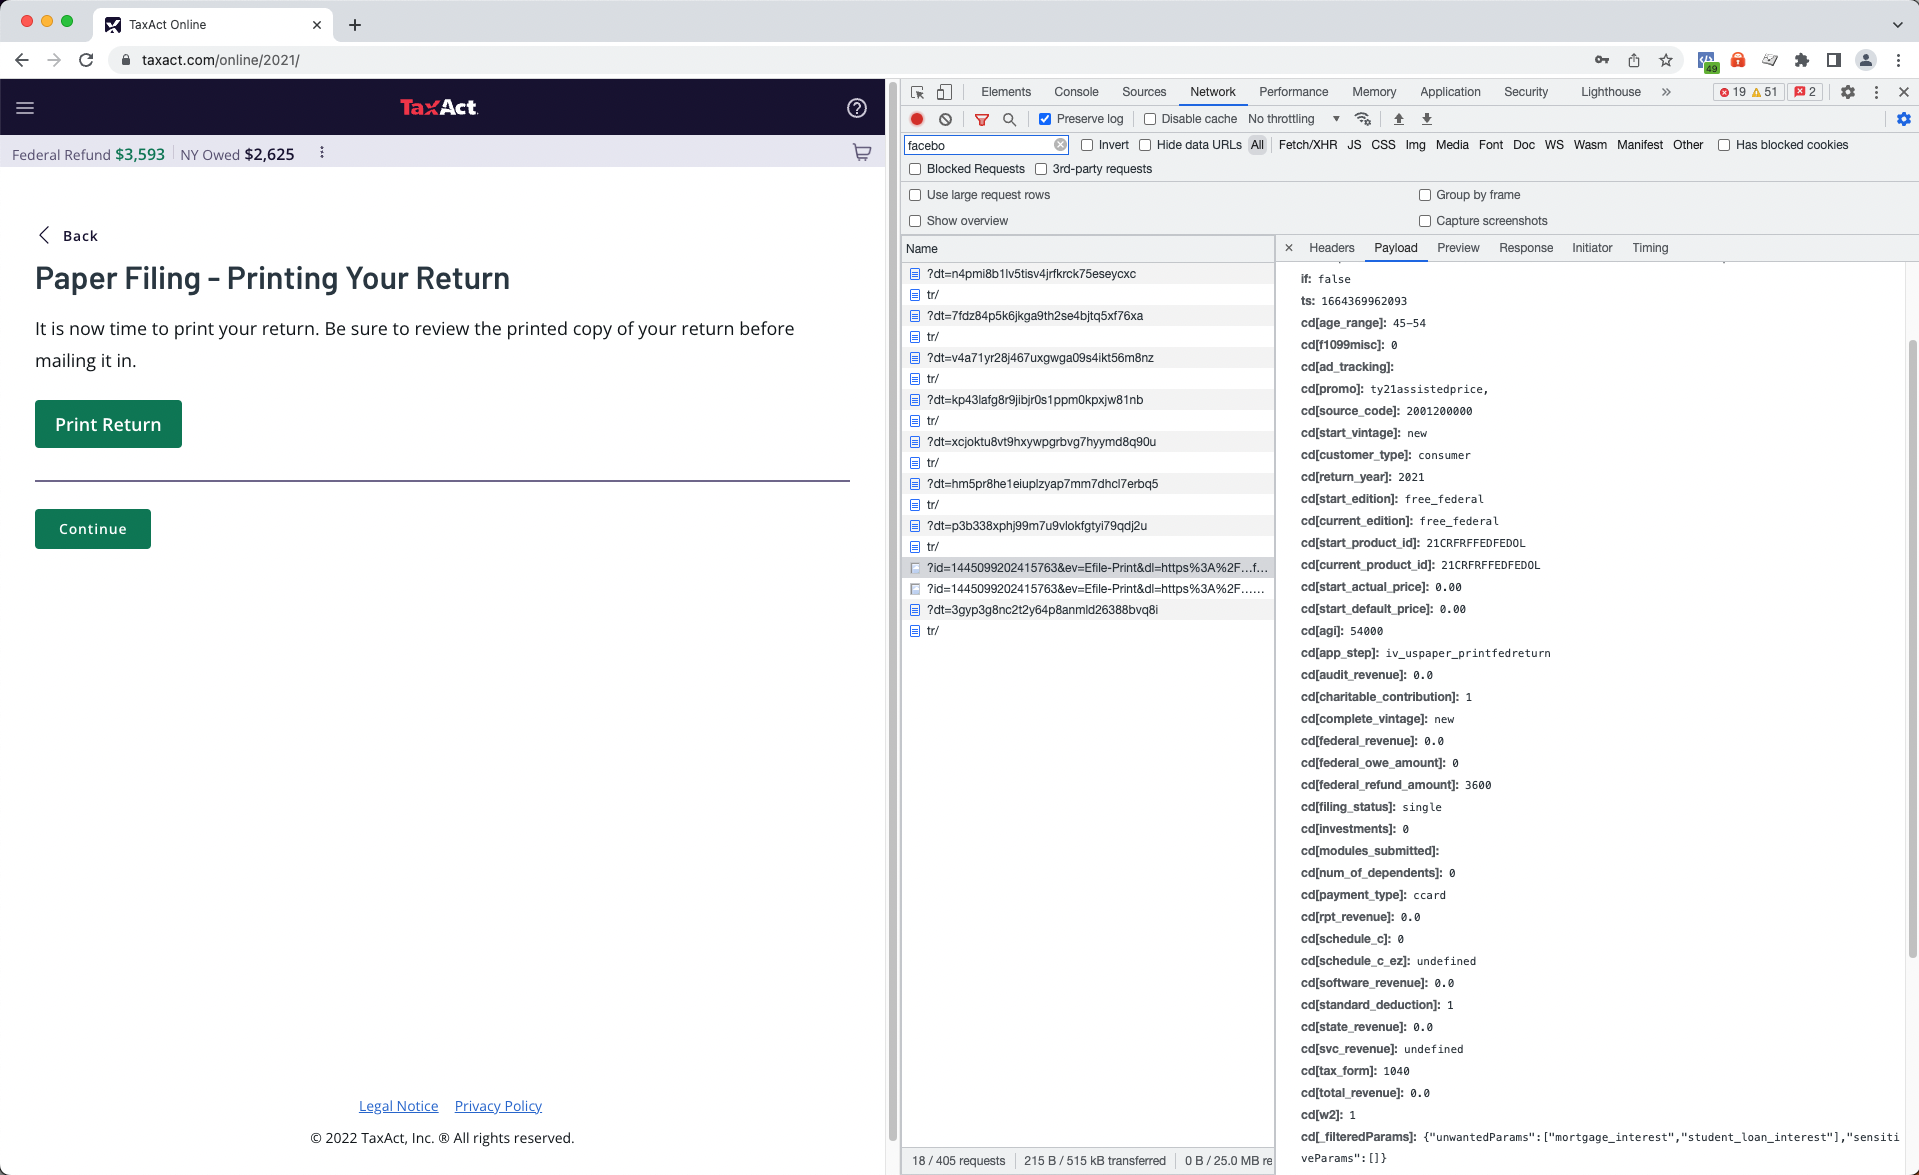 TaxAct Online
taxact.com/online/2021/
49
TaxAct.
Federal Refund $3,593 NY Owed $2,625
Back
Paper Filing - Printing Your Return
It is now time to print your return. Be sure to review the printed copy of your return before
mailing it in.
Print Return
Continue
Legal Notice Privacy Policy
© 2022 TaxAct, Inc. ® All rights reserved.
Elements Console Sources Network Performance Memory Application Security Lighthouse » 19 51 2
Preserve log Disable cache No throttling
facebo Invert Hide data URLs All Fetch/XHR JS CSS Img Media Font Doc WS Wasm Manifest Other Has blocked cookies
Blocked Requests 3rd-party requests
Use large request rows Group by frame
Show overview Capture screenshots
Name
?dt=n4pmi8b1lv5tisv4jrfkrck75eseycxc
tr/
?dt=7fdz84p5k6jkga9th2se4bjtq5xf76xa
tr/
?dt=v4a71yr28j467uxgwga09s4ikt56m8nz
tr/
?dt=kp43lafg8r9jibjr0s1ppm0kpxjw81nb
tr/
?dt=xcjoktu8vt9hxywpgrbvg7hyymd8q90u
tr/
?dt=hm5pr8he1eiuplzyap7mm7dhcl7erbq5
tr/
?dt=p3b338xphj99m7u9vlokfgtyi79qdj2u
tr/
?id=1445099202415763&ev=Efile-Print&dl=https%3A%2F...f...
?id=1445099202415763&ev=Efile-Print&dl=https%3A%2F......
?dt=3gyp3g8nc2t2y64p8anmld26388bvq8i
tr/
18 / 405 requests 215 B / 515 kB transferred 0 B / 25.0 MB re
Headers Payload Preview Response Initiator Timing
if: false
ts: 1664369962093
cd[age_range]: 45-54
cd[f1099misc]: 0
cd[ad_tracking]:
cd[promo]: ty21assistedprice,
cd[source_code]: 2001200000
cd[start_vintage]: new
cd[customer_type]: consumer
cd[return_year]: 2021
cd[start_edition]: free_federal
cd[current_edition]: free_federal
cd[start_product_id]: 21CRFRFFEDFEDOL
cd[current_product_id]: 21CRFRFFEDFEDOL
cd[start_actual_price]: 0.00
cd[start_default_price]: 0.00
cd[agi]: 54000
cd[app_step]: iv_uspaper_printfedreturn
cd[audit_revenue]: 0.0
cd[charitable_contribution]: 1
cd[complete_vintage]: new
cd[federal_revenue]: 0.0
cd[federal_owe_amount]: 0
cd[federal_refund_amount]: 3600
cd[filing_status]: single
cd[investments]: 0
cd[modules_submitted]:
cd[num_of_dependents]: 0
cd[payment_type]: ccard
cd[rpt_revenue]: 0.0
cd[schedule_c]: 0
cd[schedule_c_ez]: undefined
cd[software_revenue]: 0.0
cd[standard_deduction]: 1
cd[state_revenue]: 0.0
cd[svc_revenue]: undefined
cd[tax_form]: 1040
cd[total_revenue]: 0.0
cd[w2]: 1
cd[_filteredParams]: {"unwantedParams":["mortgage_interest","student_loan_interest"],"sensiti
veParams":[]}